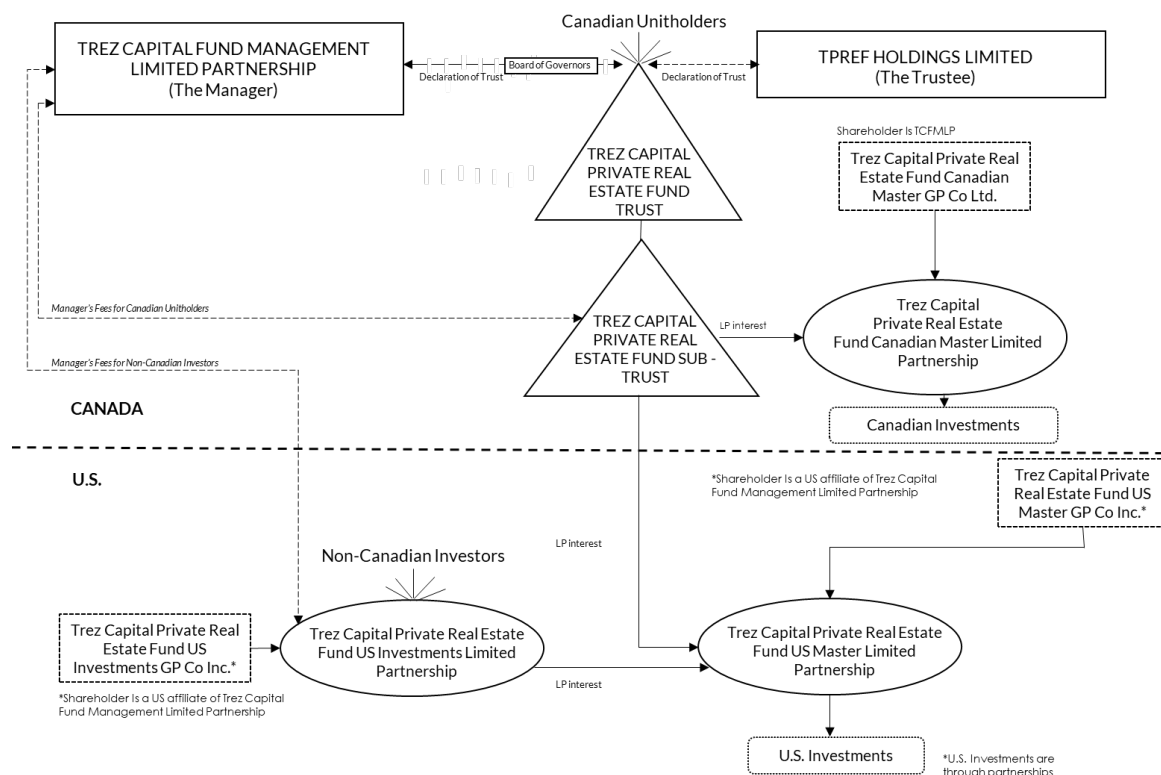 Canadian Unitholders
TREZ CAPITAL FUND MANAGEMENT
LIMITED PARTNERSHIP
(The Manager)
Board of Governors
Declaration of Trust
Declaration of Trust
TPREF HOLDINGS LIMITED
(The Trustee)
Shareholder Is TCFMLP
Trez Capital Private Real
Estate Fund Canadian
Master GP Co Ltd.
TREZ CAPITAL
PRIVATE REAL
ESTATE FUND
TRUST
Manager's Fees for Canadian Unitholders
TREZ CAPITAL
PRIVATE REAL
ESTATE FUND SUB -
TRUST
LP interest
Trez Capital
Private Real Estate
Fund Canadian Master Limited
Partnership
Manager's Fees for Non-Canadian Investors
CANADA
Canadian Investments
U.S.
*Shareholder Is a US affiliate of Trez Capital
Fund Management Limited Partnership
Trez Capital Private
Real Estate Fund US
Master GP Co Inc.*
LP interest
Non-Canadian Investors
Trez Capital Private Real
Estate Fund US
Investments GP Co Inc.*
Trez Capital Private Real Estate
Fund US Investments Limited
Partnership
Trez Capital Private Real Estate
Fund US Master Limited
Partnership
LP interest
*Shareholder Is a US affiliate of Trez Capital
Fund Management Limited Partnership
U.S. Investments
*U.S. Investments are
through partnerships